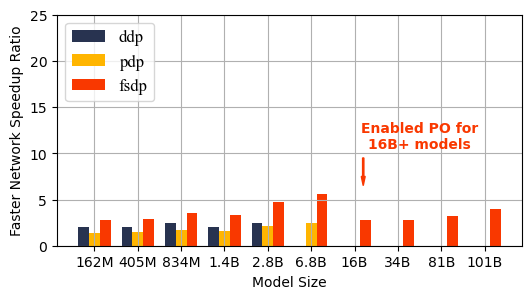 Faster Network Speedup Ratio
25
20
15
10
5
0
ddp
pdp
fsdp
Enabled PO for
16B+ models
162M 405M 834M 1.4B 2.8B 6.8B 16B 34B 81B 101B
Model Size